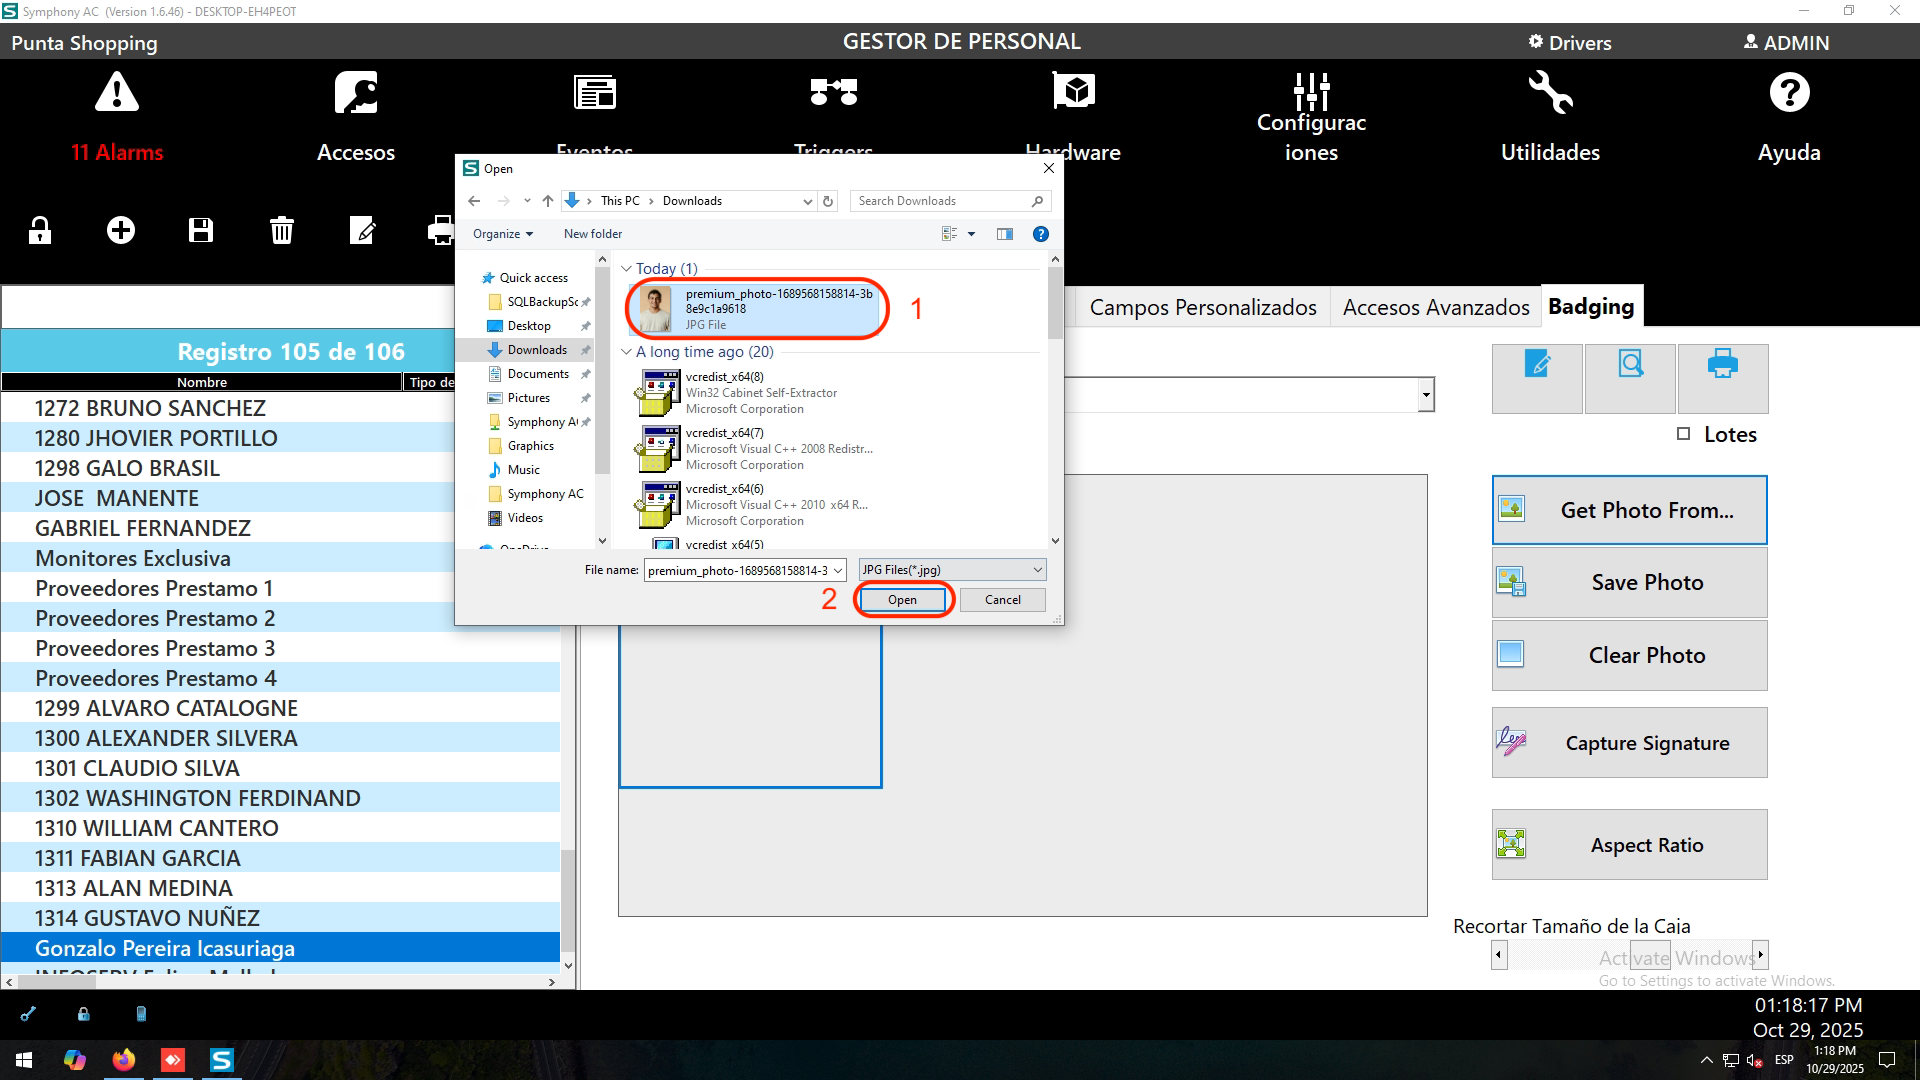 Symphony AC  (Version 1.6.46) - DESKTOP-EH4PEOT
Punta Shopping
GESTOR DE PERSONAL
Drivers
ADMIN
11 Alarms
Accesos
Eventos
Triggers
Hardware
Configurac
iones
Utilidades
Ayuda
Open
This PC > Downloads
Search Downloads
Organize
New folder
Quick access
SQLBackupSc
Desktop
Downloads
Documents
Pictures
Symphony A
Graphics
Music
Symphony AC
Videos
OneDrive
Today (1)
premium_photo-1689568158814-3b
8e9c1a9618
JPG File
1
A long time ago (20)
vcredist_x64(8)
Win32 Cabinet Self-Extractor
Microsoft Corporation
vcredist_x64(7)
Microsoft Visual C++ 2008 Redistr...
Microsoft Corporation
vcredist_x64(6)
Microsoft Visual C++ 2010  x64 R...
Microsoft Corporation
vcredist_x64(5)
File name:
premium_photo-1689568158814-3
JPG Files(*.jpg)
2
Open
Cancel
Campos Personalizados
Accesos Avanzados
Badging
Registro 105 de 106
Nombre
Tipo de
1272 BRUNO SANCHEZ
1280 JHOVIER PORTILLO
1298 GALO BRASIL
JOSE  MANENTE
GABRIEL FERNANDEZ
Monitores Exclusiva
Proveedores Prestamo 1
Proveedores Prestamo 2
Proveedores Prestamo 3
Proveedores Prestamo 4
1299 ALVARO CATALOGNE
1300 ALEXANDER SILVERA
1301 CLAUDIO SILVA
1302 WASHINGTON FERDINAND
1310 WILLIAM CANTERO
1311 FABIAN GARCIA
1313 ALAN MEDINA
1314 GUSTAVO NUÑEZ
Gonzalo Pereira Icasuriaga
Lotes
Get Photo From...
Save Photo
Clear Photo
Capture Signature
Aspect Ratio
Recortar Tamaño de la Caja
Activate Windows
Go to Settings to activate Windows.
01:18:17 PM
Oct 29, 2025
ESP
1:18 PM
10/29/2025